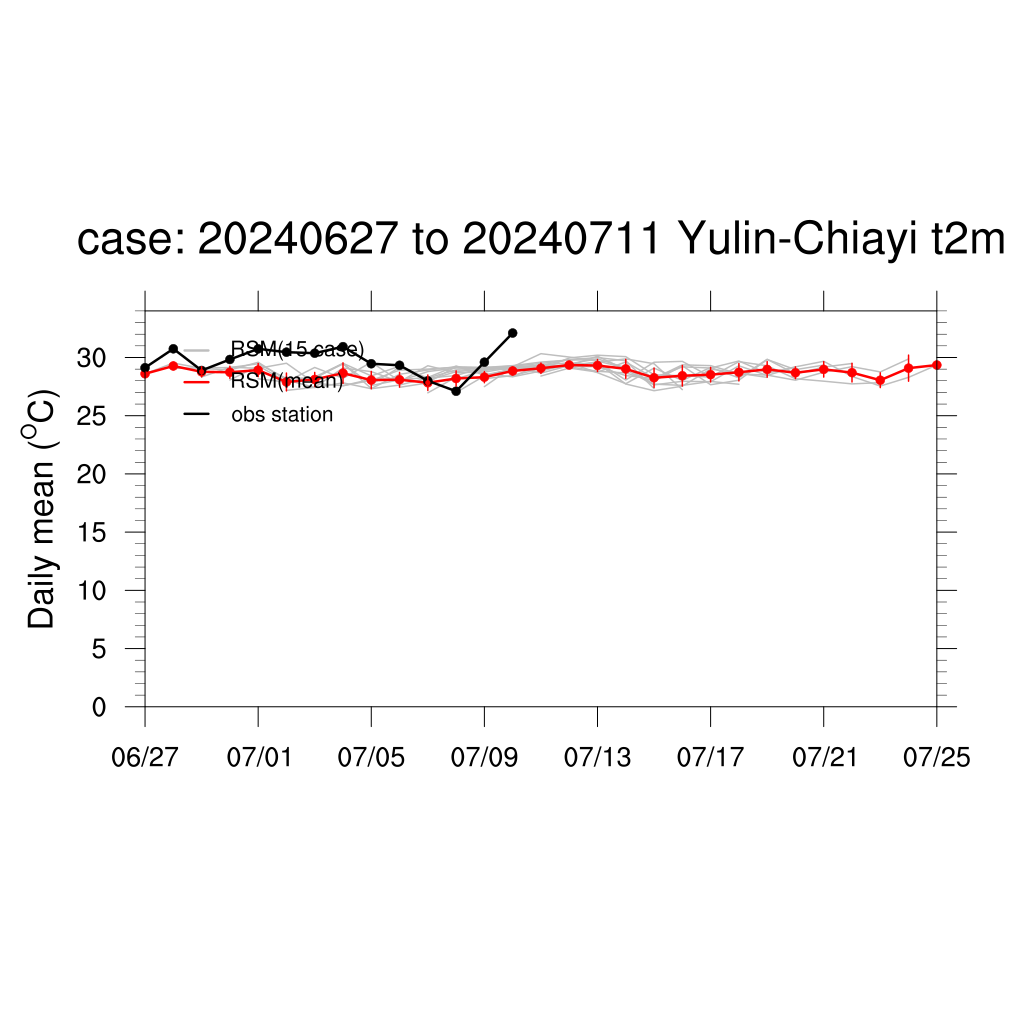 case: 20240627 to 20240711 Yulin-Chiayi t2m
Daily mean (°C)
30
25
20
15
10
5
0
RSM(15 case)
RSM(mean)
obs station
06/27 07/01 07/05 07/09 07/13 07/17 07/21 07/25